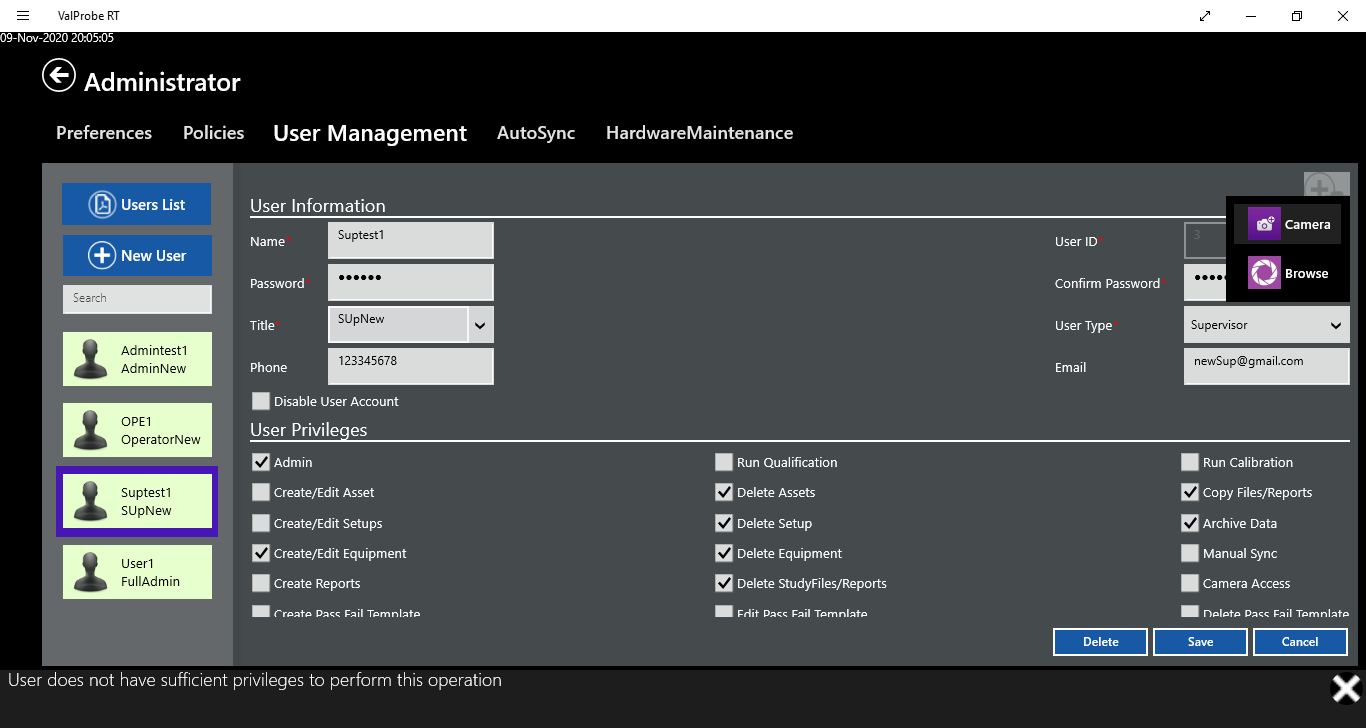 ValProbe RT
09-Nov-2020 20:05:05
Administrator
Preferences Policies User Management AutoSync HardwareMaintenance
Users List
New User
Search
Admintest1
AdminNew
OPE1
OperatorNew
Suptest1
SUpNew
User1
FullAdmin
User Information
Camera
Browse
Name* Suptest1 User ID* 3
Password* •••••• Confirm Password* •••••
Title* SUpNew User Type* Supervisor
Phone 123345678 Email newSup@gmail.com
Disable User Account
User Privileges
Admin Run Qualification Run Calibration
Create/Edit Asset Delete Assets Copy Files/Reports
Create/Edit Setups Delete Setup Archive Data
Create/Edit Equipment Delete Equipment Manual Sync
Create Reports Delete StudyFiles/Reports Camera Access
Create Pass Fail Template Edit Pass Fail Template Delete Pass Fail Template
Delete Save Cancel
User does not have sufficient privileges to perform this operation